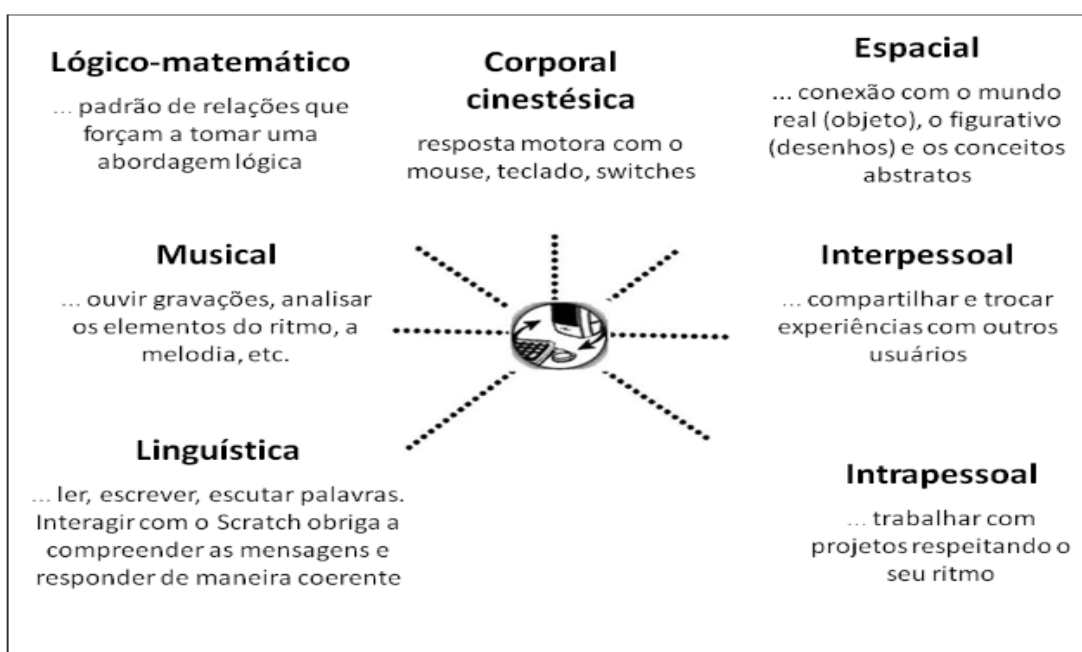 Lógico-matemático
... padrão de relações que
forçam a tomar uma
abordagem lógica
Corporal
cinestésica
resposta motora com o
mouse, teclado, switches
Espacial
... conexão com o mundo
real (objeto), o figurativo
(desenhos) e os conceitos
abstratos
Musical
... ouvir gravações, analisar
os elementos do ritmo, a
melodia, etc.
Interpessoal
... compartilhar e trocar
experiências com outros
usuários
Linguística
... ler, escrever, escutar palavras.
Interagir com o Scratch obriga a
compreender as mensagens e
responder de maneira coerente
Intrapessoal
... trabalhar com
projetos respeitando o
seu ritmo